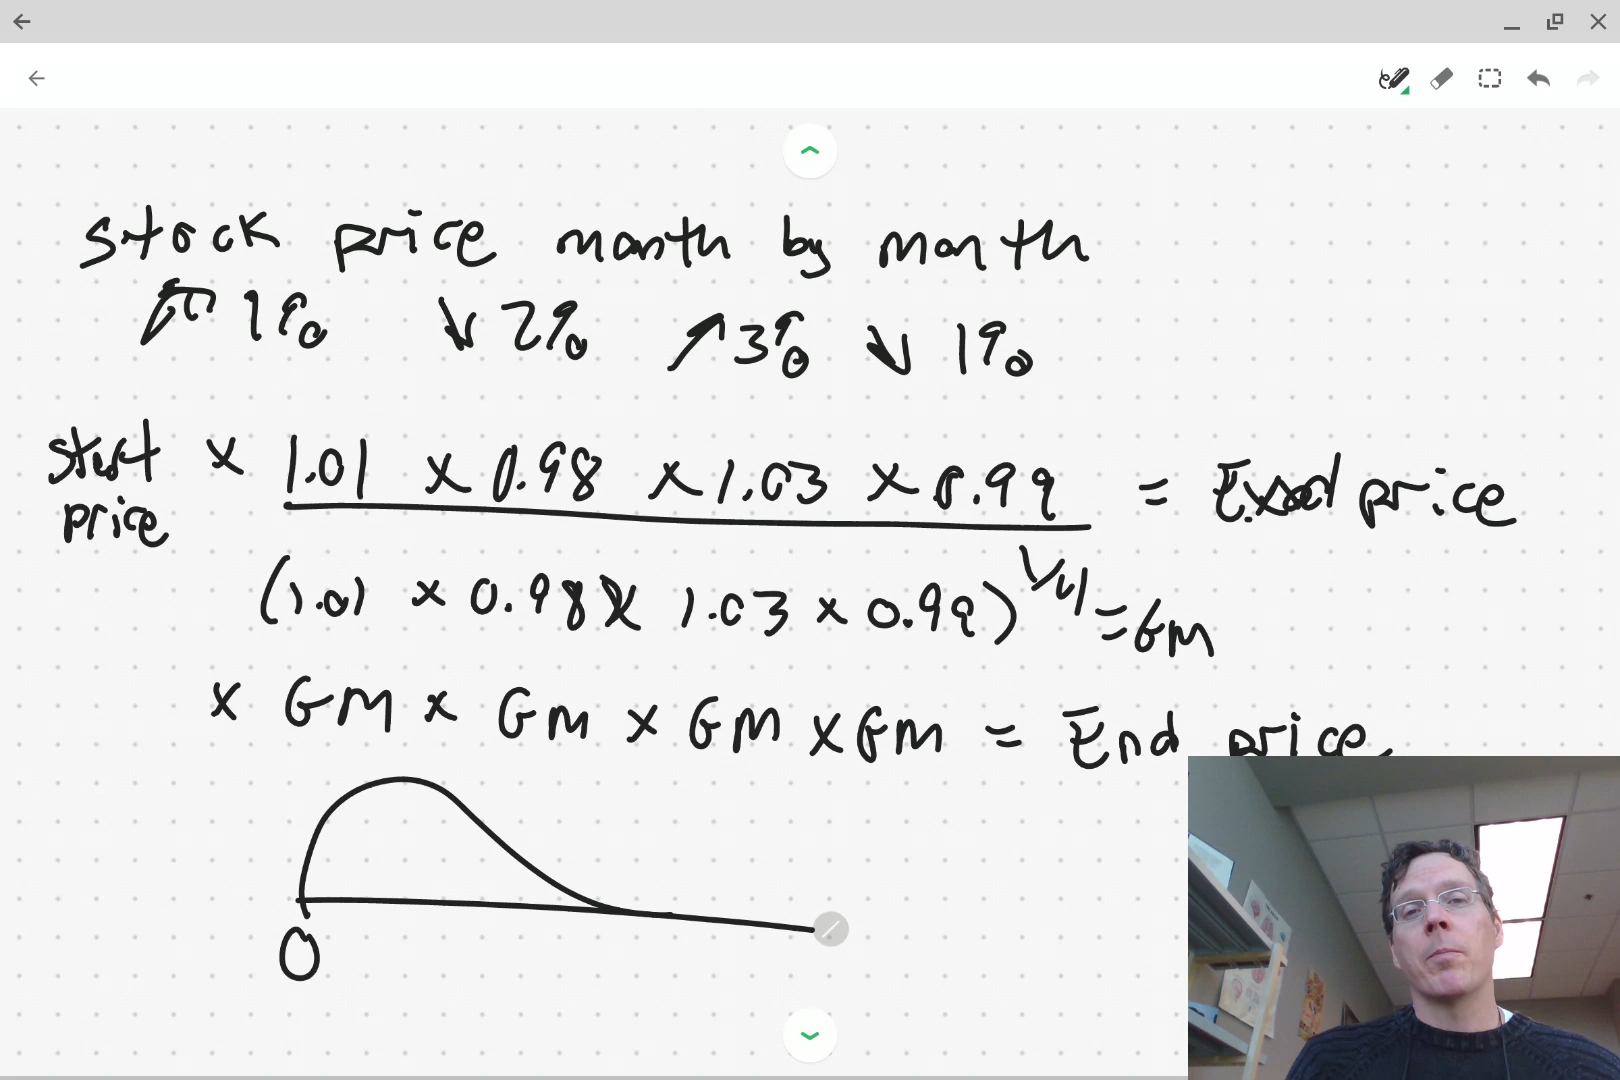 stock price month by month
↗ 1% ↘ 2% ↗ 3% ↘ 1%
start price × 1.01 × 0.98 × 1.03 × 0.99 = End price
(1.01 × 0.98 × 1.03 × 0.99)^1/4 = GM
× GM × GM × GM × GM = End price
0